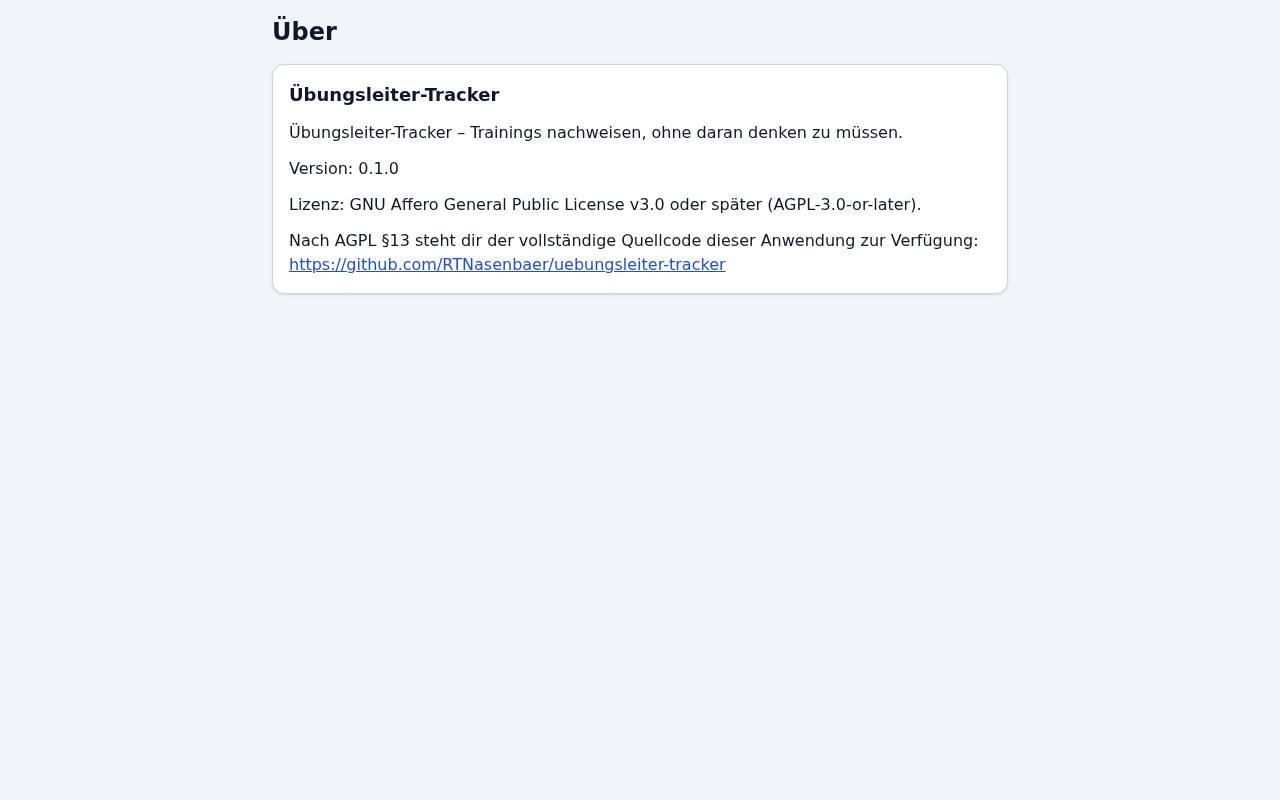 Über
Übungsleiter-Tracker
Übungsleiter-Tracker – Trainings nachweisen, ohne daran denken zu müssen.
Version: 0.1.0
Lizenz: GNU Affero General Public License v3.0 oder später (AGPL-3.0-or-later).
Nach AGPL §13 steht dir der vollständige Quellcode dieser Anwendung zur Verfügung:
https://github.com/RTNasenbaer/uebungsleiter-tracker